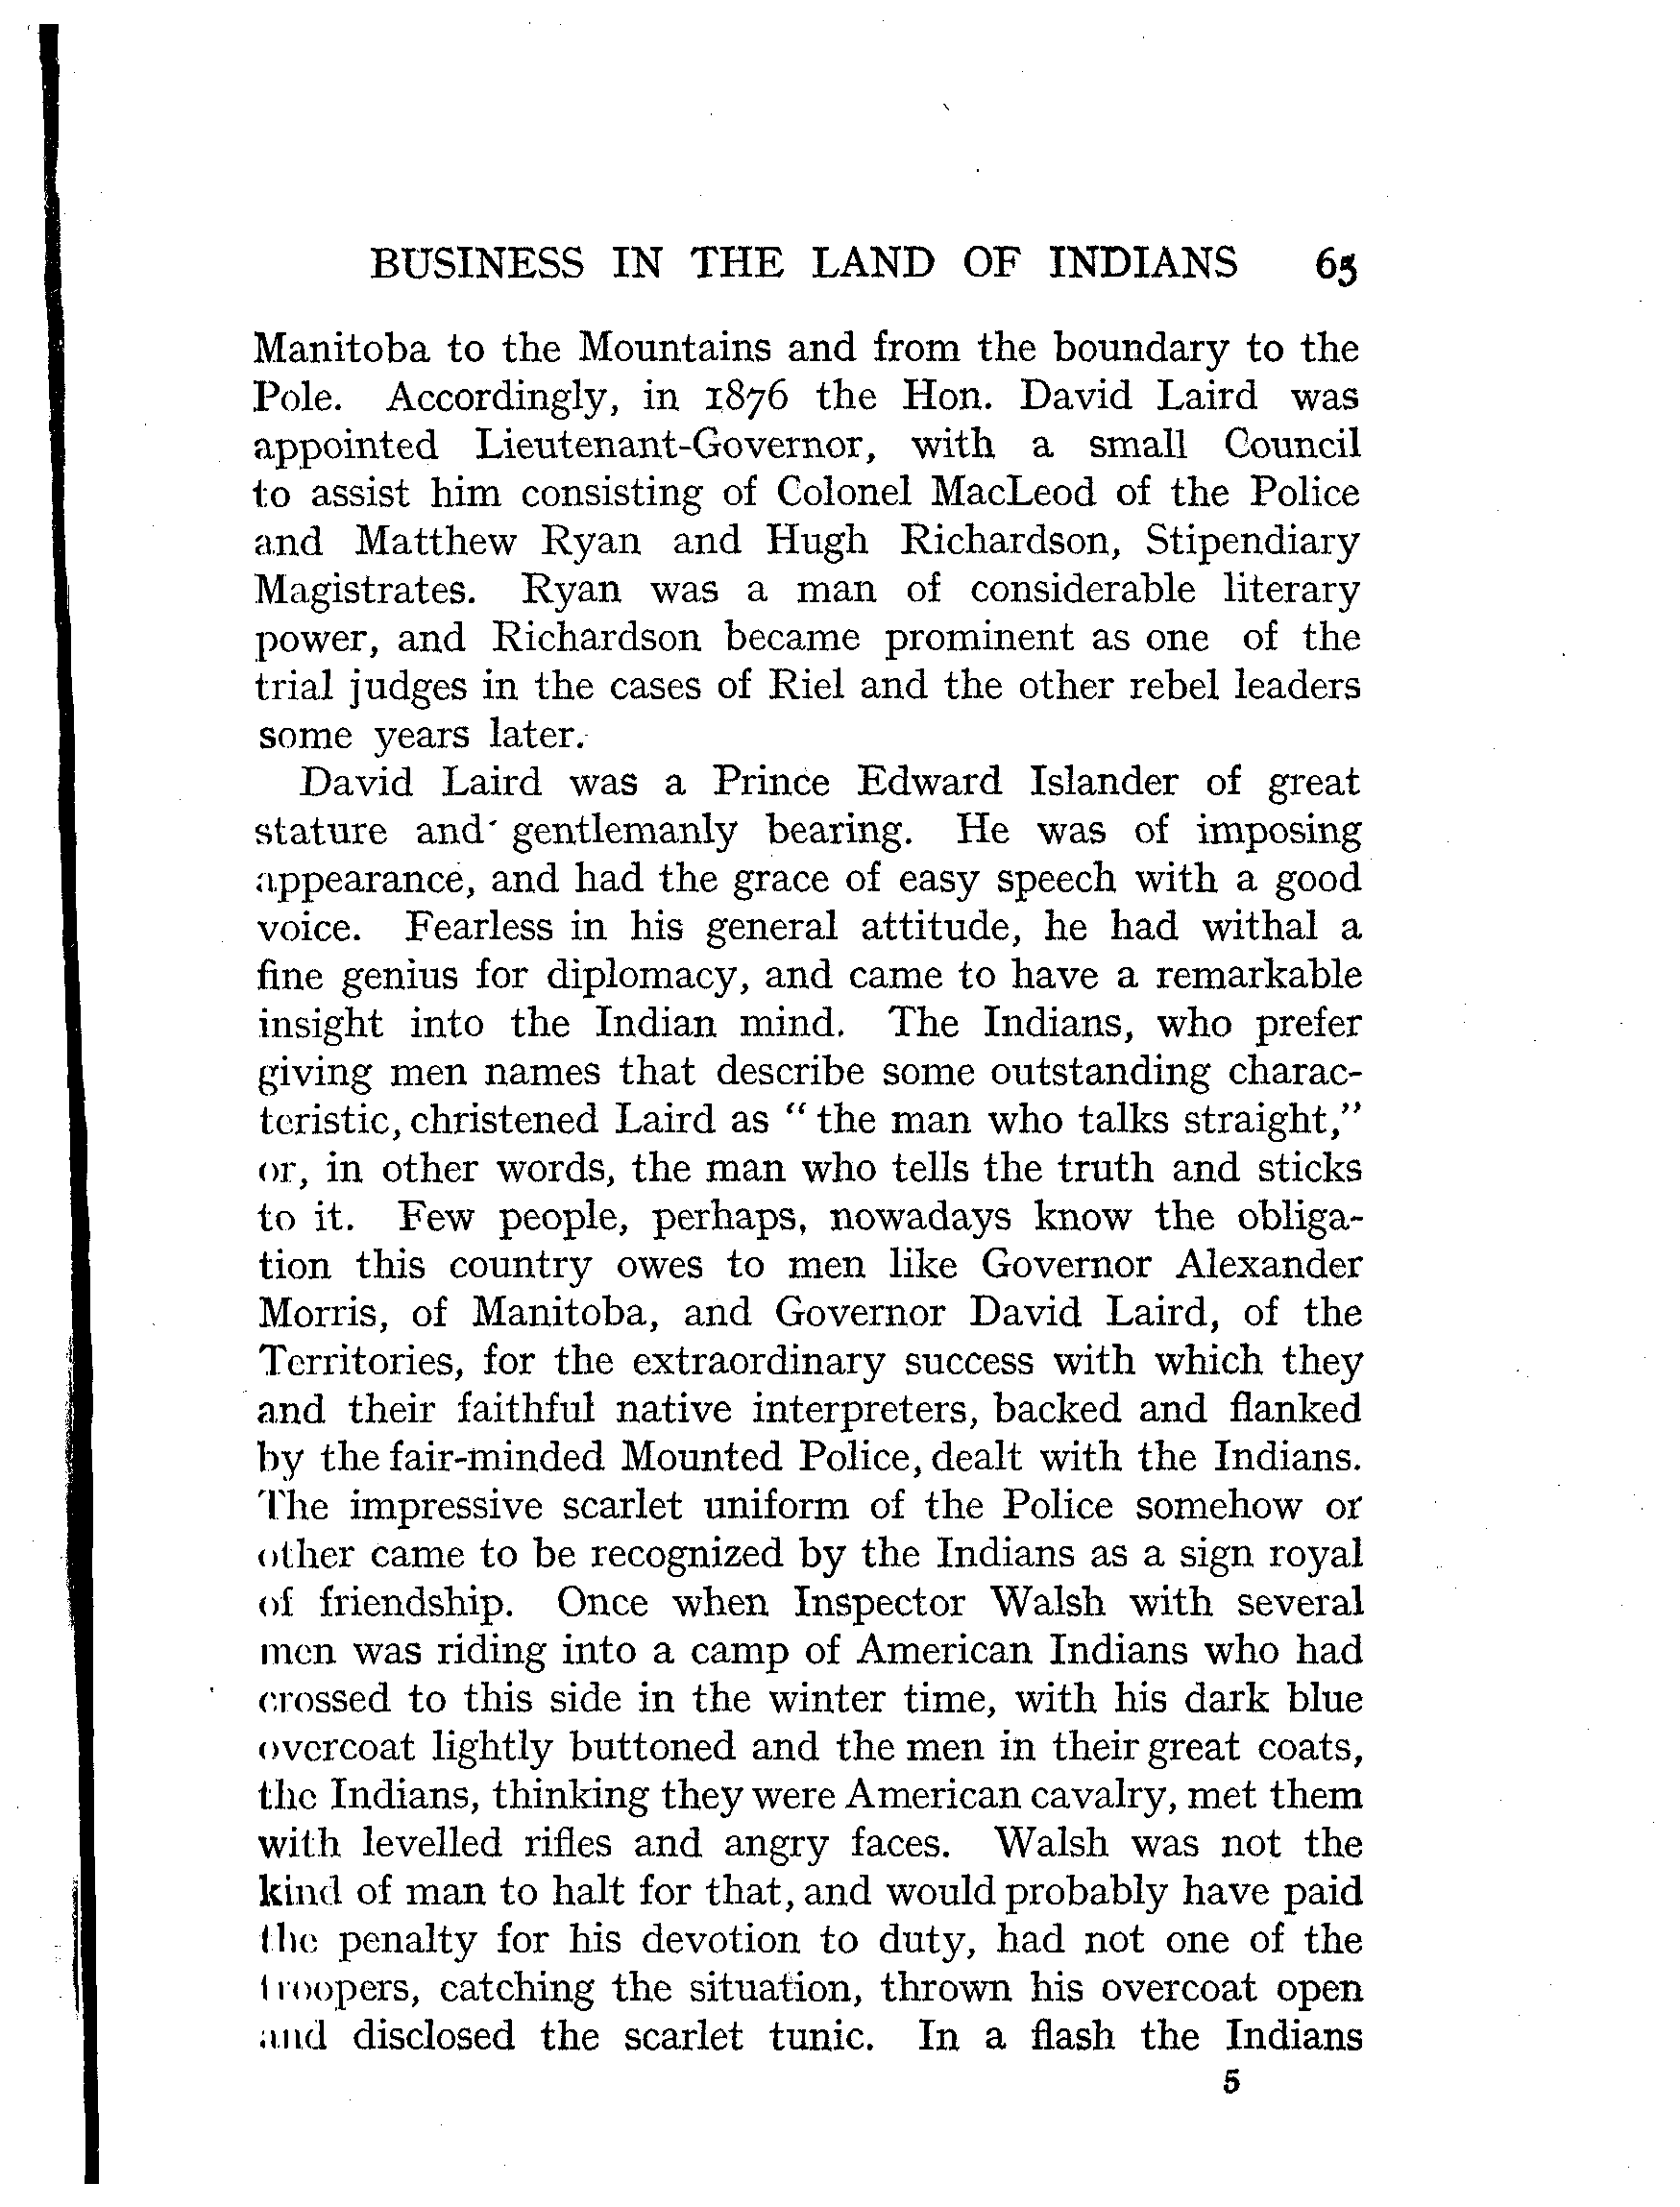 BUSINESS IN THE LAND OF INDIANS 65
Manitoba to the Mountains and from the boundary to the
Pole. Accordingly, in 1876 the Hon. David Laird was
appointed Lieutenant-Governor, with a small Council
to assist him consisting of Colonel MacLeod of the Police
and Matthew Ryan and Hugh Richardson, Stipendiary
Magistrates. Ryan was a man of considerable literary
power, and Richardson became prominent as one of the
trial judges in the cases of Riel and the other rebel leaders
some years later.
David Laird was a Prince Edward Islander of great
stature and gentlemanly bearing. He was of imposing
appearance, and had the grace of easy speech with a good
voice. Fearless in his general attitude, he had withal a
fine genius for diplomacy, and came to have a remarkable
insight into the Indian mind. The Indians, who prefer
giving men names that describe some outstanding charac-
teristic, christened Laird as “ the man who talks straight,”
or, in other words, the man who tells the truth and sticks
to it. Few people, perhaps, nowadays know the obliga-
tion this country owes to men like Governor Alexander
Morris, of Manitoba, and Governor David Laird, of the
Territories, for the extraordinary success with which they
and their faithful native interpreters, backed and flanked
by the fair-minded Mounted Police, dealt with the Indians.
The impressive scarlet uniform of the Police somehow or
other came to be recognized by the Indians as a sign royal
of friendship. Once when Inspector Walsh with several
men was riding into a camp of American Indians who had
crossed to this side in the winter time, with his dark blue
overcoat lightly buttoned and the men in their great coats,
the Indians, thinking they were American cavalry, met them
with levelled rifles and angry faces. Walsh was not the
kind of man to halt for that, and would probably have paid
the penalty for his devotion to duty, had not one of the
troopers, catching the situation, thrown his overcoat open
and disclosed the scarlet tunic. In a flash the Indians
5